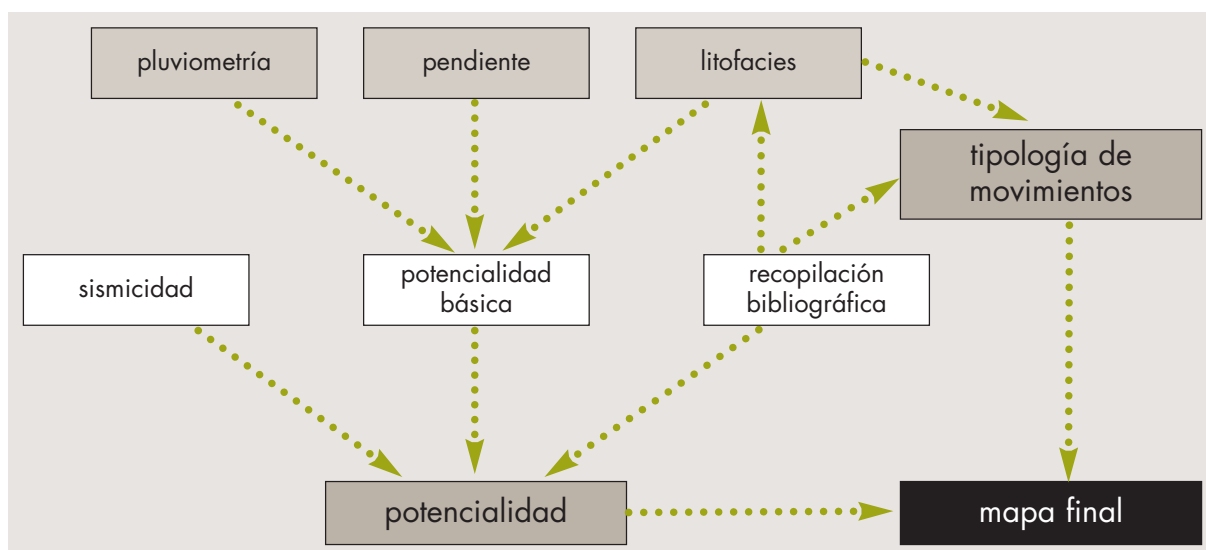 pluviometría
pendiente
litofacies
tipología de
movimientos
sismicidad
potencialidad
básica
recopilación
bibliográfica
potencialidad
mapa final